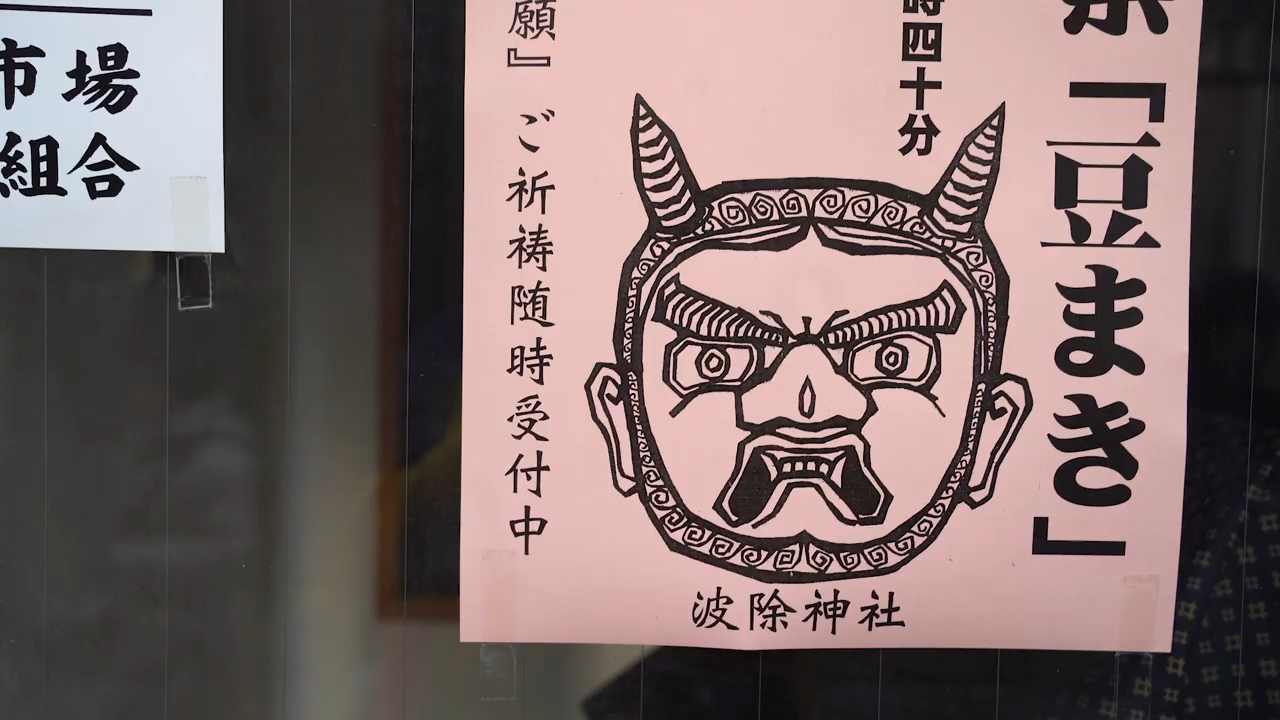 市場
組合
祭「豆まき」
時四十分
願』ご祈祷随時受付中
波除神社